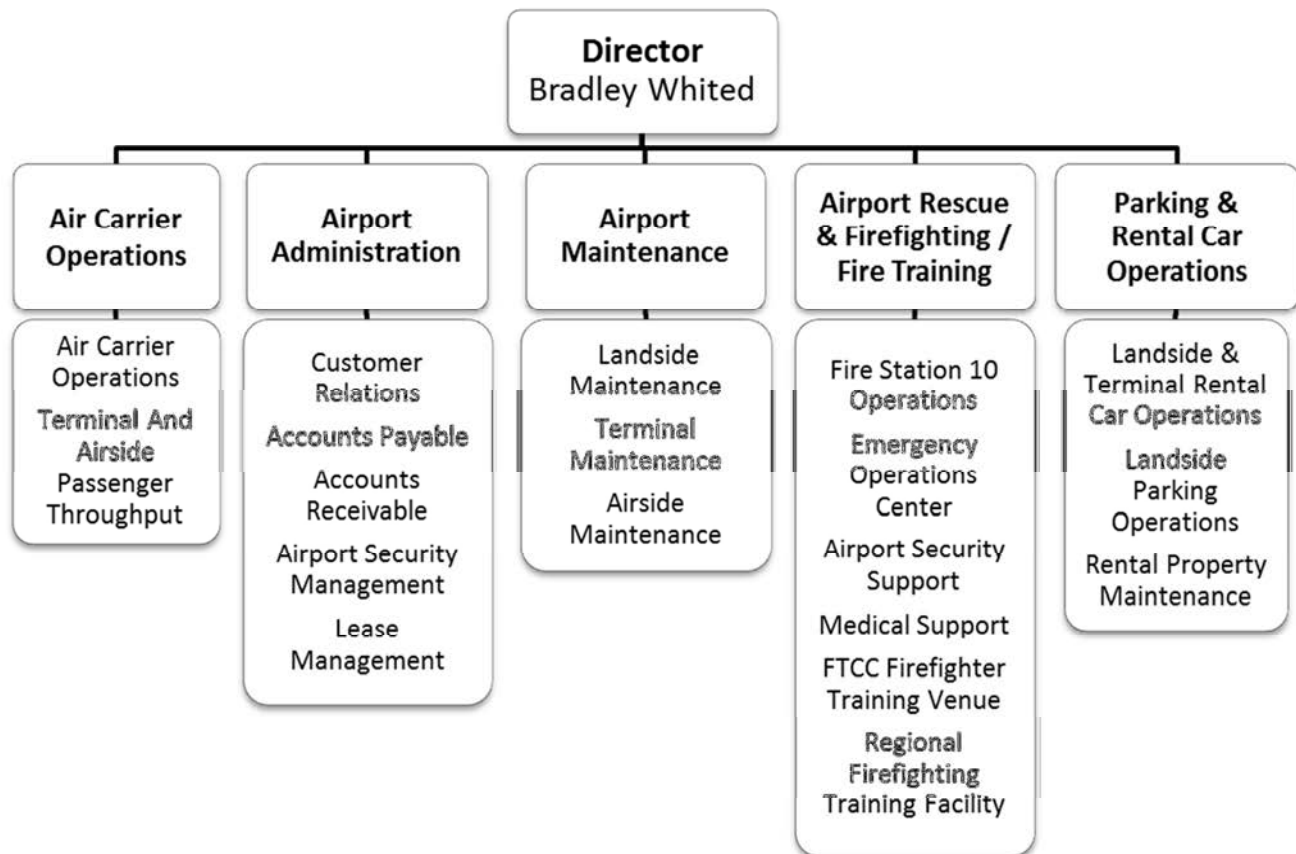 Director
Bradley Whited
Air Carrier
Operations
Air Carrier
Operations
Terminal And
Airside
Passenger
Throughput
Airport
Administration
Customer
Relations
Accounts Payable
Accounts
Receivable
Airport Security
Management
Lease
Management
Airport
Maintenance
Landside
Maintenance
Terminal
Maintenance
Airside
Maintenance
Airport Rescue
& Firefighting /
Fire Training
Fire Station 10
Operations
Emergency
Operations
Center
Airport Security
Support
Medical Support
FTCC Firefighter
Training Venue
Regional
Firefighting
Training Facility
Parking &
Rental Car
Operations
Landside &
Terminal Rental
Car Operations
Landside
Parking
Operations
Rental Property
Maintenance